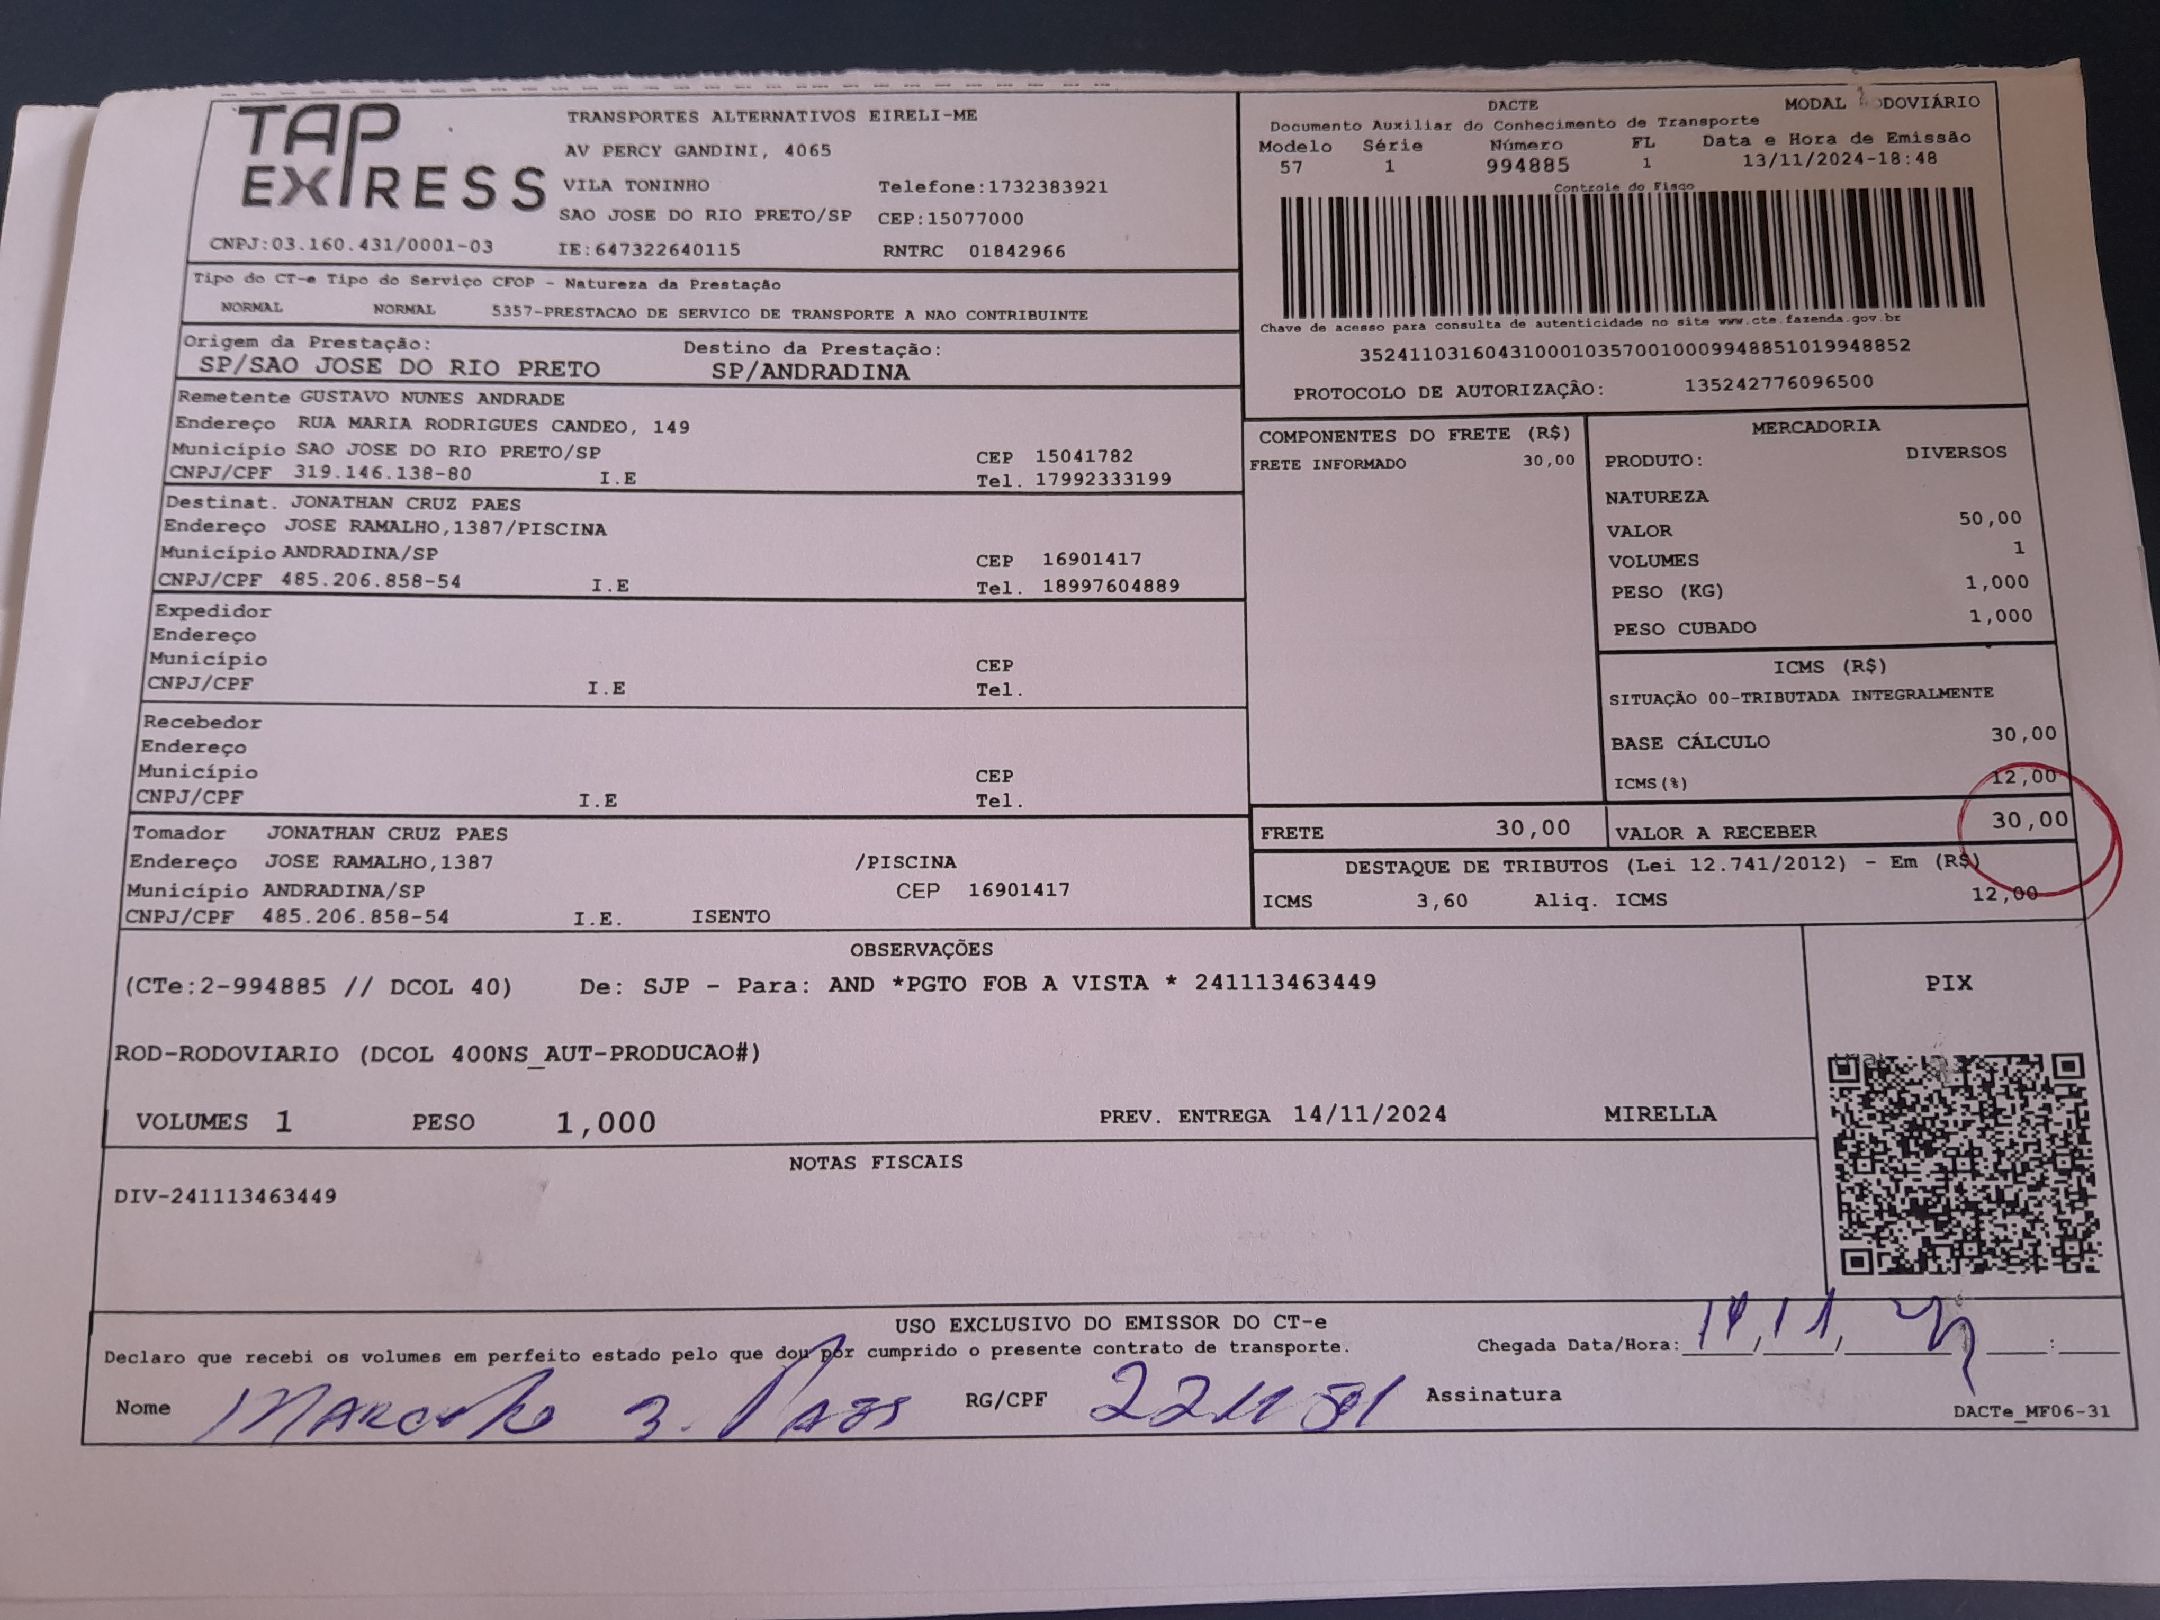 TAP EXPRESS
TRANSPORTES ALTERNATIVOS EIRELI-ME
AV PERCY GANDINI, 4065
VILA TONINHO Telefone:1732383921
SAO JOSE DO RIO PRETO/SP CEP:15077000
CNPJ:03.160.431/0001-03 IE:647322640115 RNTRC 01842966
DACTE MODAL DOVIÁRIO
Documento Auxiliar do Conhecimento de Transporte
Modelo Série Número FL Data e Hora de Emissão
57 1 994885 1 13/11/2024-18:48
Controle do Fisco
Chave de acesso para consulta de autenticidade no site www.cte.fazenda.gov.br
35241103160431000103570010009948851019948852
PROTOCOLO DE AUTORIZAÇÃO: 135242776096500
Tipo do CT-e Tipo do Serviço CFOP - Natureza da Prestação
NORMAL NORMAL 5357-PRESTACAO DE SERVICO DE TRANSPORTE A NAO CONTRIBUINTE
Origem da Prestação: Destino da Prestação:
SP/SAO JOSE DO RIO PRETO SP/ANDRADINA
Remetente GUSTAVO NUNES ANDRADE
Endereço RUA MARIA RODRIGUES CANDEO, 149
Município SAO JOSE DO RIO PRETO/SP CEP 15041782
CNPJ/CPF 319.146.138-80 I.E Tel. 17992333199
Destinat. JONATHAN CRUZ PAES
Endereço JOSE RAMALHO,1387/PISCINA
Município ANDRADINA/SP CEP 16901417
CNPJ/CPF 485.206.858-54 I.E Tel. 18997604889
Expedidor
Endereço
Município CEP
CNPJ/CPF I.E Tel.
Recebedor
Endereço
Município CEP
CNPJ/CPF I.E Tel.
Tomador JONATHAN CRUZ PAES
Endereço JOSE RAMALHO,1387 /PISCINA
Município ANDRADINA/SP CEP 16901417
CNPJ/CPF 485.206.858-54 I.E. ISENTO
COMPONENTES DO FRETE (R$)
FRETE INFORMADO 30,00
MERCADORIA
PRODUTO: DIVERSOS
NATUREZA
VALOR 50,00
VOLUMES 1
PESO (KG) 1,000
PESO CUBADO 1,000
ICMS (R$)
SITUAÇÃO 00-TRIBUTADA INTEGRALMENTE
BASE CÁLCULO 30,00
ICMS(%) 12,00
FRETE 30,00 VALOR A RECEBER 30,00
DESTAQUE DE TRIBUTOS (Lei 12.741/2012) - Em (R$)
ICMS 3,60 Aliq. ICMS 12,00
OBSERVAÇÕES
(CTe:2-994885 // DCOL 40) De: SJP - Para: AND *PGTO FOB A VISTA * 241113463449
ROD-RODOVIARIO (DCOL 400NS_AUT-PRODUCAO#)
VOLUMES 1 PESO 1,000 PREV. ENTREGA 14/11/2024 MIRELLA
PIX
NOTAS FISCAIS
DIV-241113463449
USO EXCLUSIVO DO EMISSOR DO CT-e
Declaro que recebi os volumes em perfeito estado pelo que dou por cumprido o presente contrato de transporte.
Chegada Data/Hora: 14/11/24 :
Nome RG/CPF Assinatura
DACTe_MF06-31